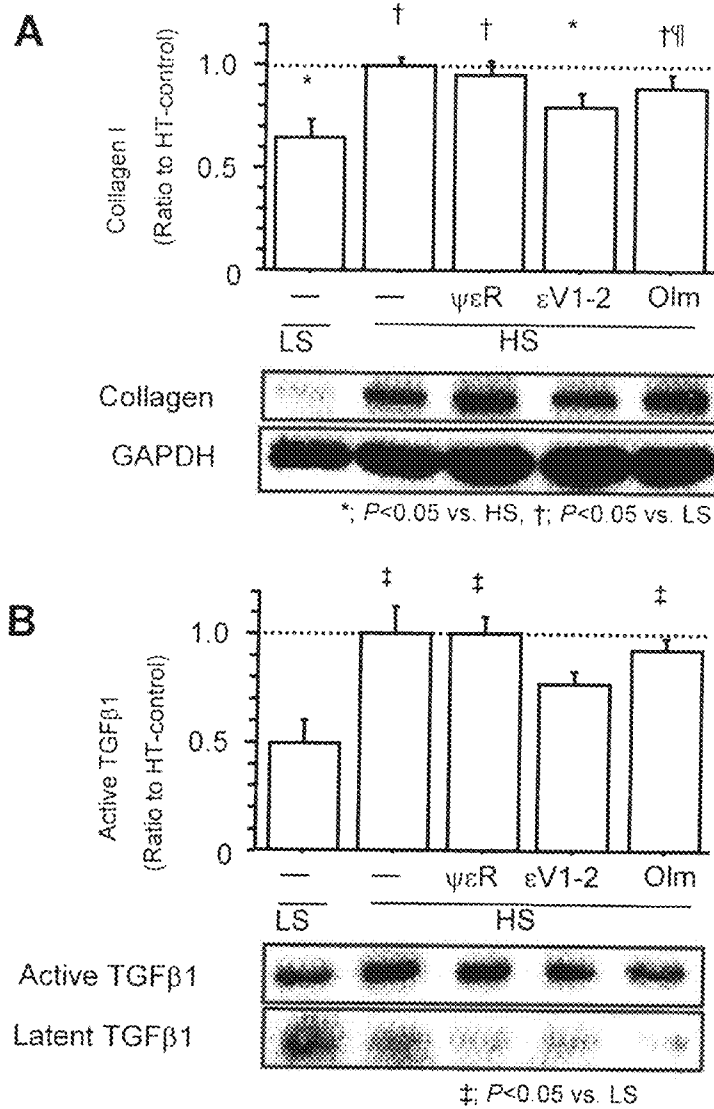 A
† † * †¶
*
1.0
0.5
0
Collagen I
(Ratio to HT-control)
— — ψεR εV1-2 Olm
LS HS
Collagen
GAPDH
*; P<0.05 vs. HS, †; P<0.05 vs. LS
B
‡ ‡ ‡
1.0
0.5
0
Active TGFβ1
(Ratio to HT-control)
— — ψεR εV1-2 Olm
LS HS
Active TGFβ1
Latent TGFβ1
‡; P<0.05 vs. LS